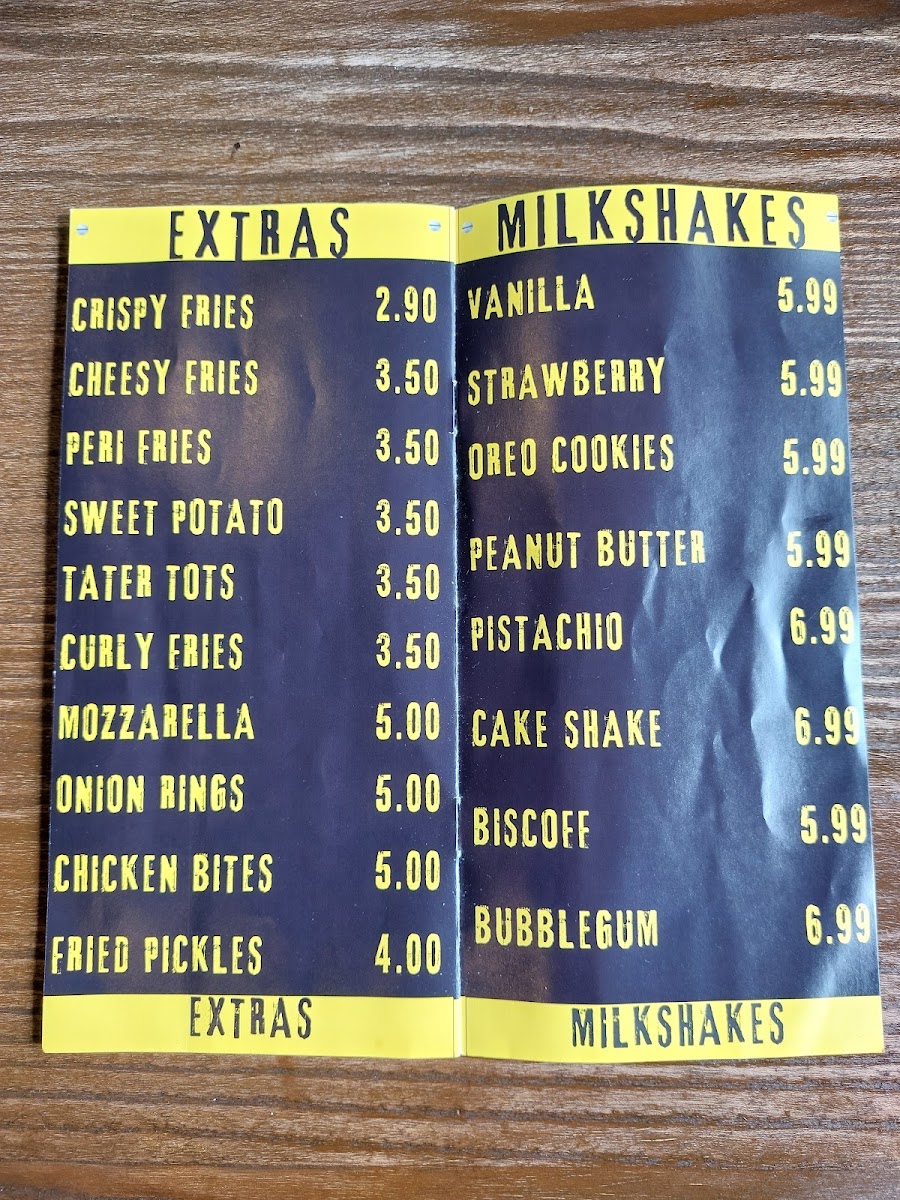 EXTRAS
CRISPY FRIES 2.90
CHEESY FRIES 3.50
PERI FRIES 3.50
SWEET POTATO 3.50
TATER TOTS 3.50
CURLY FRIES 3.50
MOZZARELLA 5.00
ONION RINGS 5.00
CHICKEN BITES 5.00
FRIED PICKLES 4.00
EXTRAS
MILKSHAKES
VANILLA 5.99
STRAWBERRY 5.99
OREO COOKIES 5.99
PEANUT BUTTER 5.99
PISTACHIO 6.99
CAKE SHAKE 6.99
BISCOFF 5.99
BUBBLEGUM 6.99
MILKSHAKES